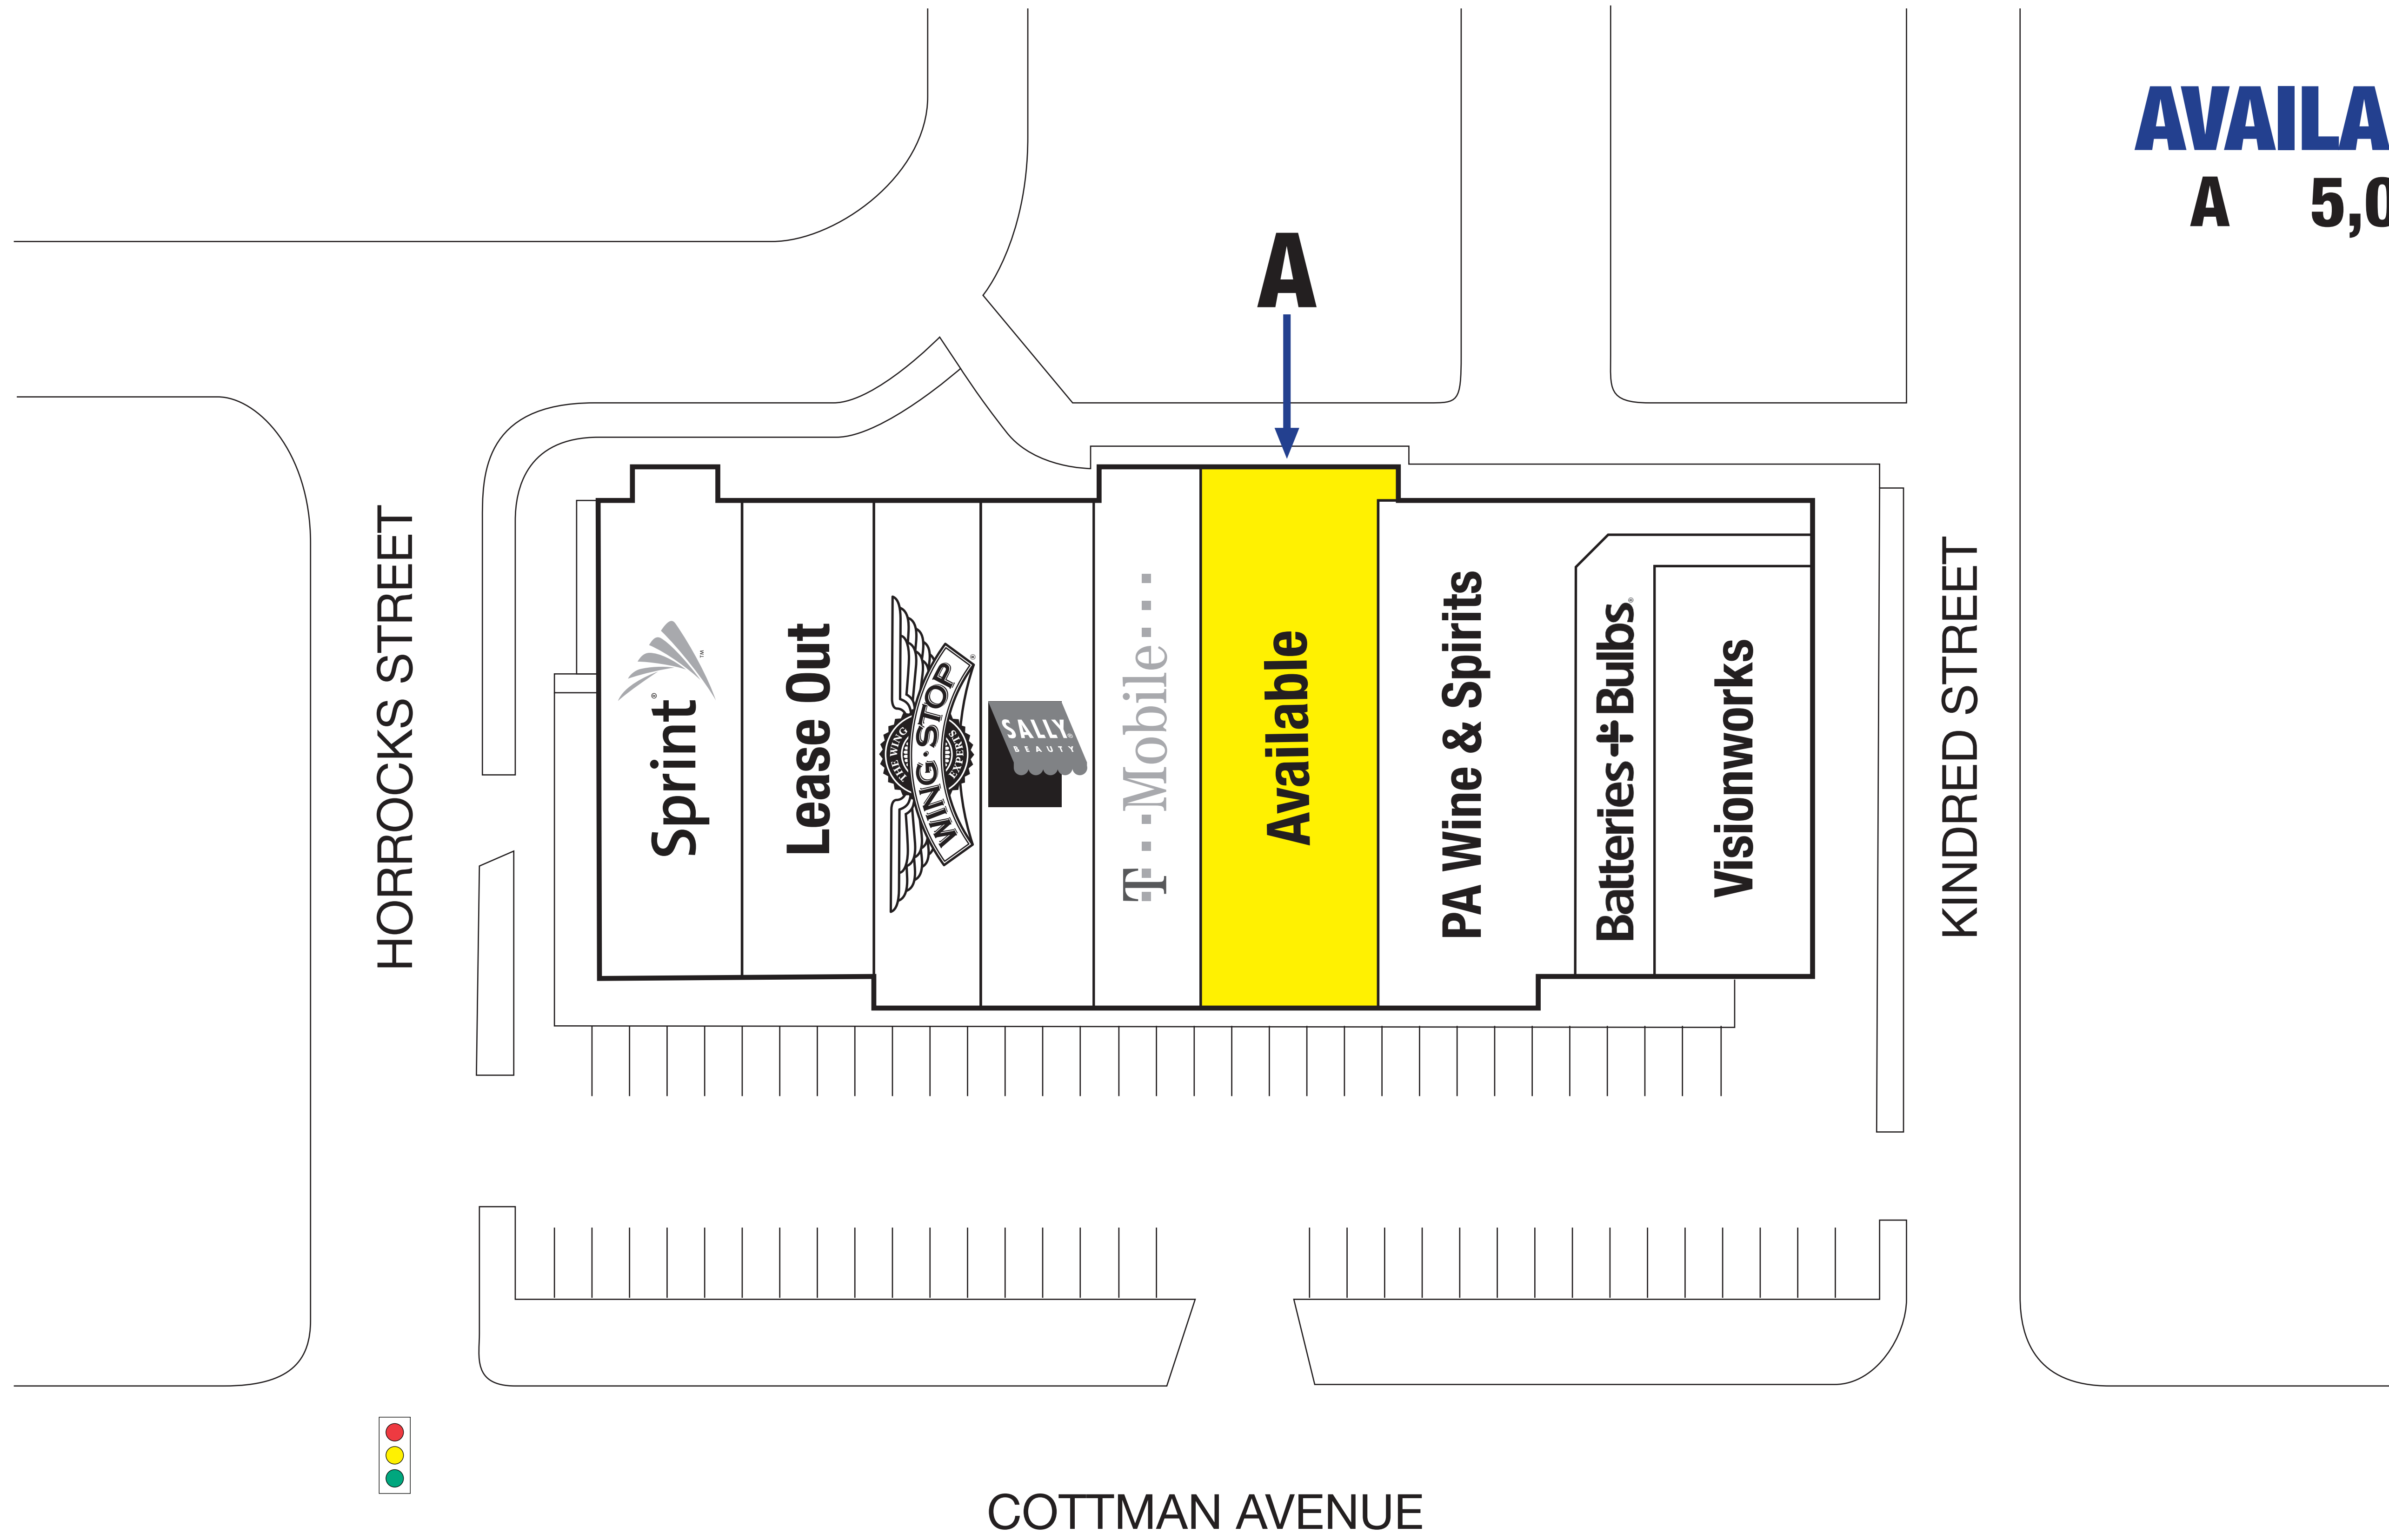 AVAILA
A 5,0
A
HORROCKS STREET
Sprint®
Lease Out
THE WING EXPERTS
WING·STOP®
SALLY®
BEAUTY
T··Mobile···
Available
PA Wine & Spirits
Batteries+Bulbs®
Visionworks
KINDRED STREET
COTTMAN AVENUE